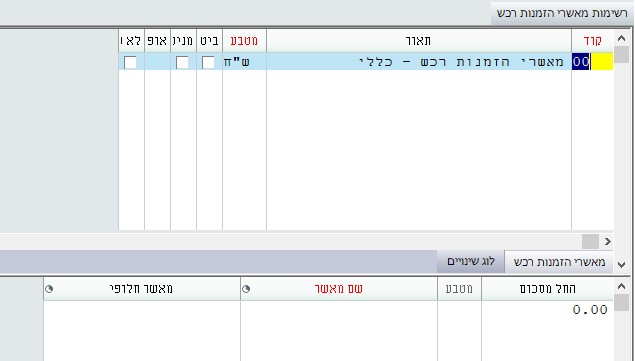 רשימות מאשרי הזמנות רכש
קוד תאור מטבע ביט מניע אופ לא ו
00 מאשרי הזמנות רכש - כללי ש"ח
מאשרי הזמנות רכש לוג שינויים
החל מסכום מטבע שם מאשר מאשר חלופי
0.00